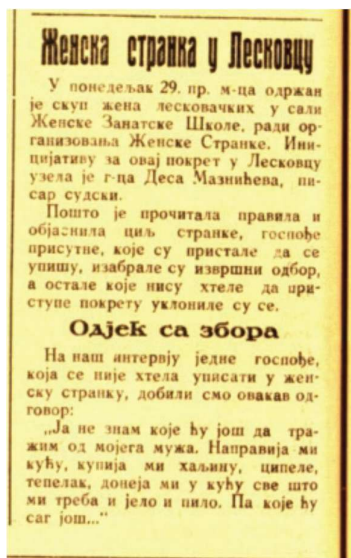 Женска странка у Лесковцу
У понедељак 29. пр. м-ца одржан
је скуп жена лесковачких у сали
Женске Занатске Школе, ради ор-
ганизовања Женске Странке. Ини-
цијативу за овај покрет у Лесковцу
узела је г-ца Деса Мазнићева, пи-
сар судски.
Пошто је прочитала правила и
објаснила циљ странке, госпође
присутне, које су пристале да се
упишу, изабрале су извршни одбор,
а остале које нису хтеле да при-
ступе покрету уклониле су се.
Одјек са збора
На наш интервју једне госпође,
која се није хтела уписати у жен-
ску странку, добили смо овакав од-
говор:
„Ја не знам које ћу још да тра-
жим од мојега мужа. Направија ми
кућу, купија ми хаљину, ципеле,
тепелак, донеја ми у кућу све што
ми треба и јело и пило. Па које ћу
саг још..."